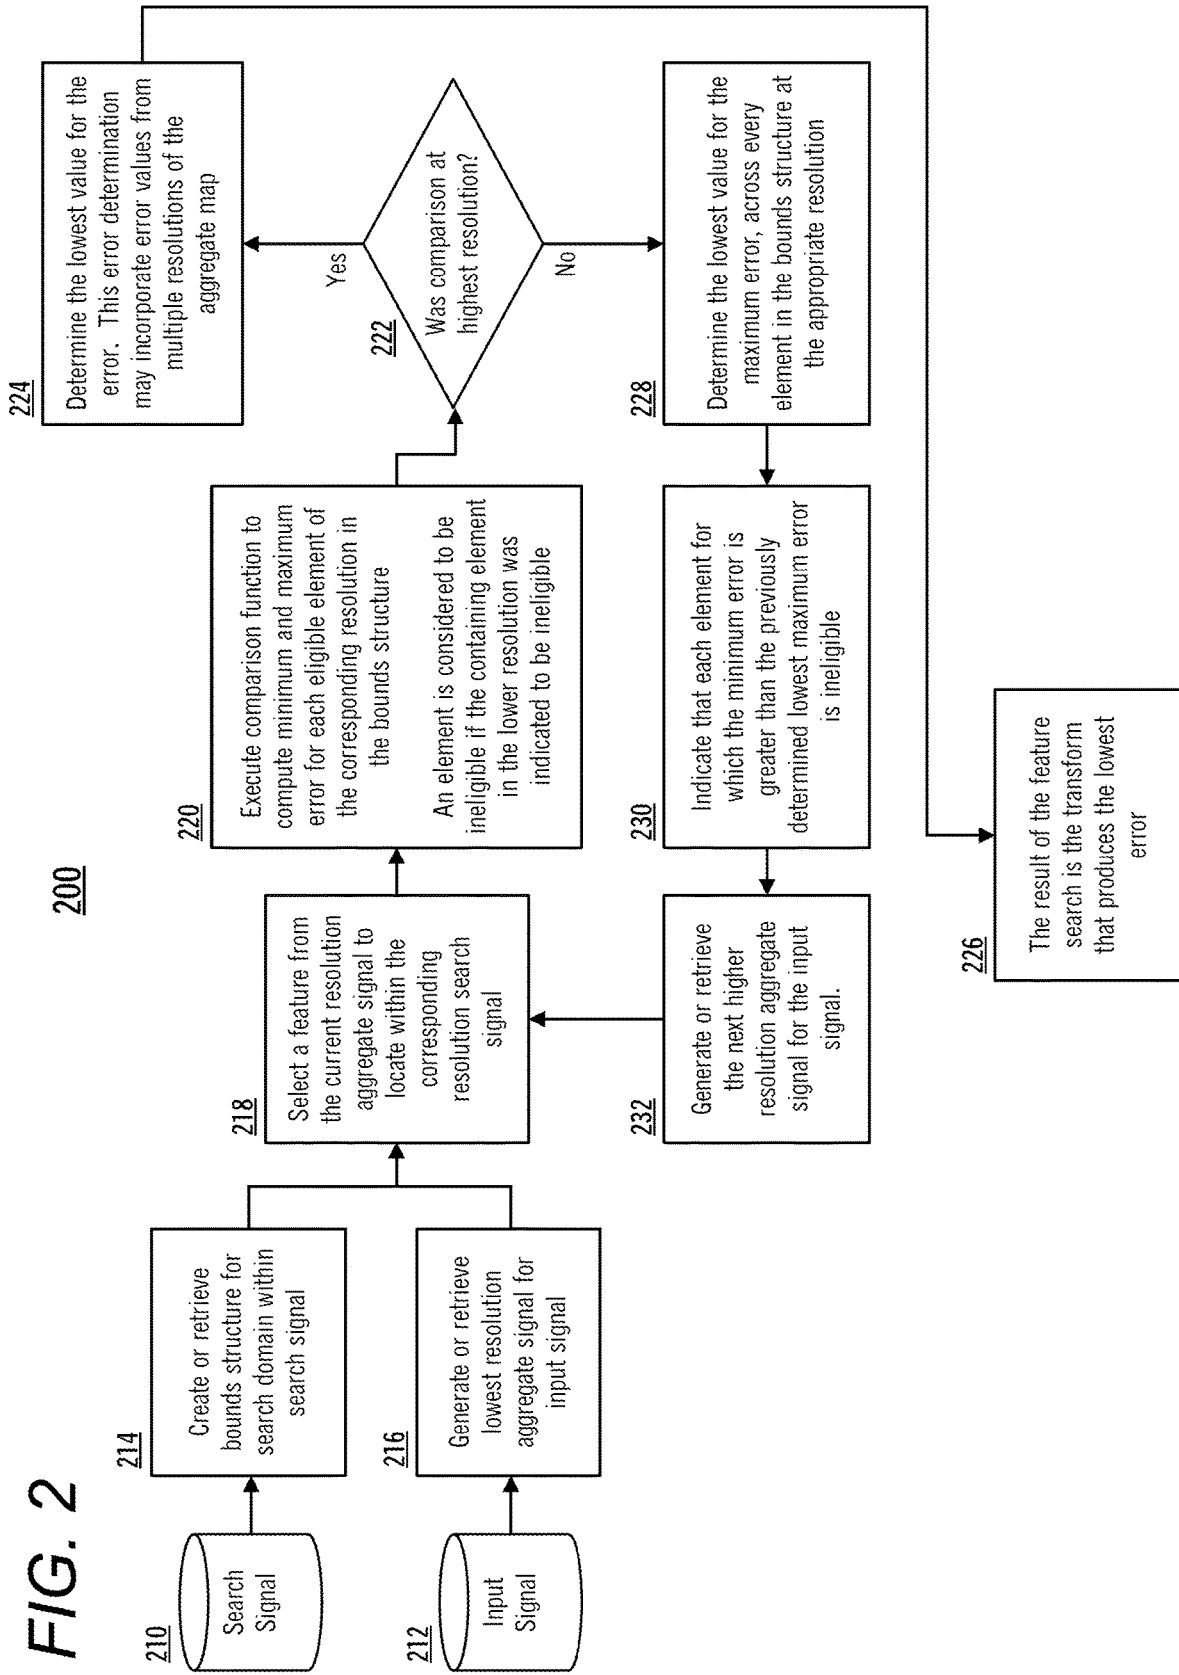 FIG. 2
200
210
Search
Signal
212
Input
Signal
214
Create or retrieve
bounds structure for
search domain within
search signal
216
Generate or retrieve
lowest resolution
aggregate signal for
input signal
218
Select a feature from
the current resolution
aggregate signal to
locate within the
corresponding
resolution search
signal
220
Execute comparison function to
compute minimum and maximum
error for each eligible element of
the corresponding resolution in
the bounds structure
An element is considered to be
ineligible if the containing element
in the lower resolution was
indicated to be ineligible
222
Was comparison at
highest resolution?
Yes
No
224
Determine the lowest value for the
error. This error determination
may incorporate error values from
multiple resolutions of the
aggregate map
228
Determine the lowest value for the
maximum error, across every
element in the bounds structure at
the appropriate resolution
230
Indicate that each element for
which the minimum error is
greater than the previously
determined lowest maximum error
is ineligible
232
Generate or retrieve
the next higher
resolution aggregate
signal for the input
signal.
226
The result of the feature
search is the transform
that produces the lowest
error